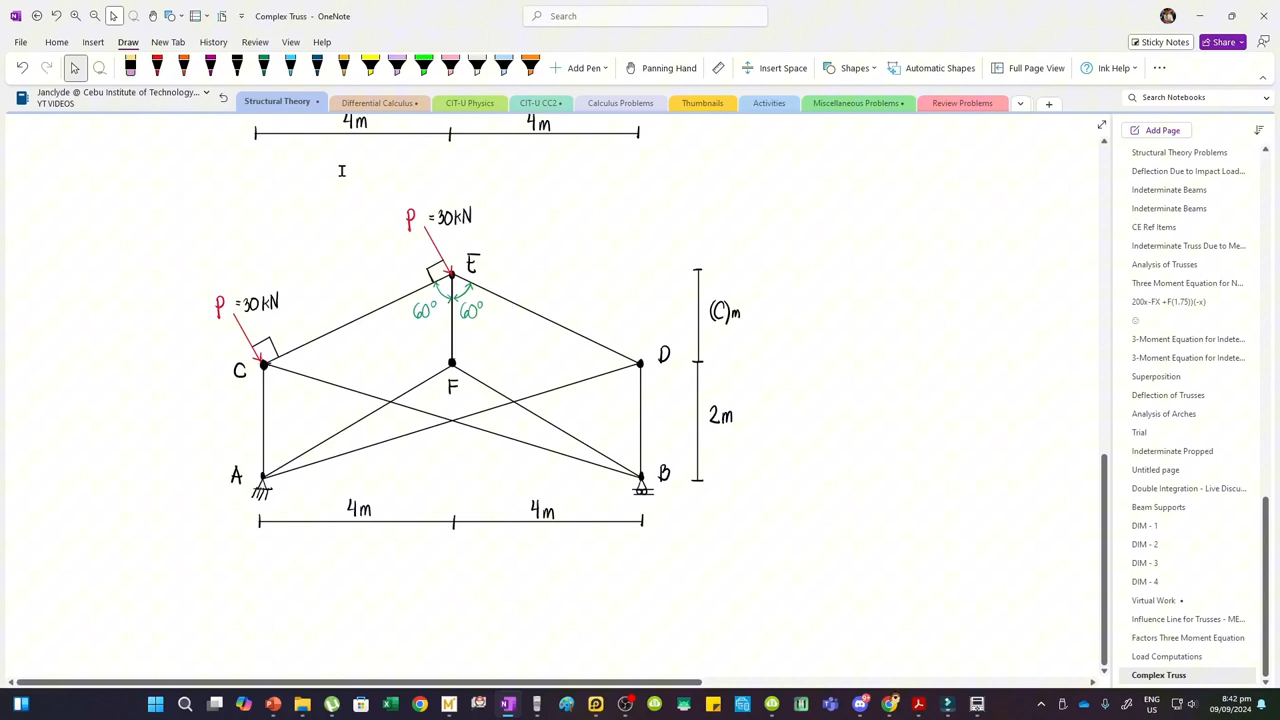 Complex Truss - OneNote
Search
File Home Insert Draw New Tab History Review View Help
Sticky Notes
Share
Add Pen
Panning Hand
Insert Space
Shapes
Automatic Shapes
Full Page View
Ink Help
Janclyde @ Cebu Institute of Technology...
YT VIDEOS
Structural Theory
Differential Calculus
CIT-U Physics
CIT-U CC2
Calculus Problems
Thumbnails
Activities
Miscellaneous Problems
Review Problems
Search Notebooks
Add Page
4m 4m
P =30kN
E
60° 60°
P =30kN
(C)m
C
D
F
2m
A
B
4m 4m
Structural Theory Problems
Deflection Due to Impact Load...
Indeterminate Beams
Indeterminate Beams
CE Ref Items
Indeterminate Truss Due to Me...
Analysis of Trusses
Three Moment Equation for N...
200x-FX +F(1.75))(-x)
Three Moment Equation for Indete...
3-Moment Equation for Indete...
Superposition
Deflection of Trusses
Analysis of Arches
Trial
Indeterminate Propped
Untitled page
Double Integration - Live Discu...
Beam Supports
DIM - 1
DIM - 2
DIM - 3
DIM - 4
Virtual Work
Influence Line for Trusses - ME...
Factors Three Moment Equation
Load Computations
Complex Truss
ENG
US
8:42 pm
09/09/2024